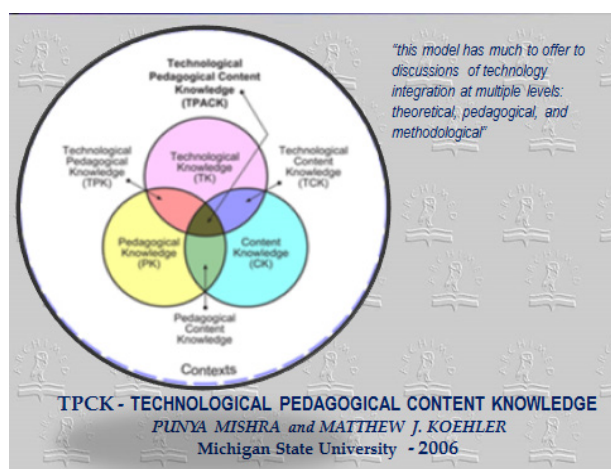 Technological
Pedagogical Content
Knowledge
(TPACK)
"this model has much to offer to
discussions of technology
integration at multiple levels:
theoretical, pedagogical, and
methodological"
Technological
Pedagogical
Knowledge
(TPK)
Technological
Knowledge
(TK)
Technological
Content
Knowledge
(TCK)
Pedagogical
Knowledge
(PK)
Content
Knowledge
(CK)
Pedagogical
Content
Knowledge
Contexts
TPCK - TECHNOLOGICAL PEDAGOGICAL CONTENT KNOWLEDGE
PUNYA MISHRA and MATTHEW J. KOEHLER
Michigan State University - 2006